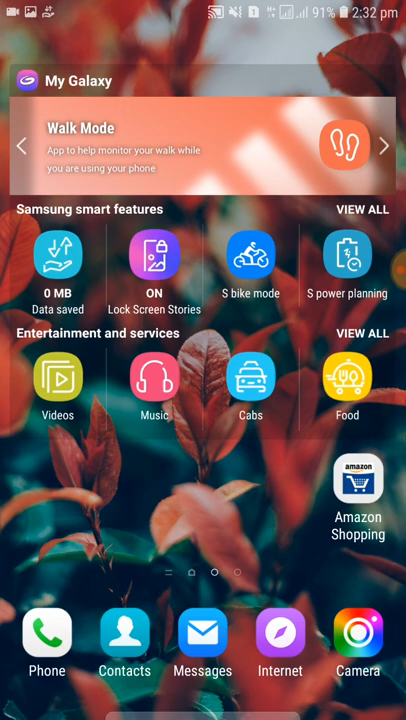 91% 2:32 pm
My Galaxy
Walk Mode
App to help monitor your walk while
you are using your phone
Samsung smart features VIEW ALL
0 MB
Data saved
ON
Lock Screen Stories
S bike mode
S power planning
Entertainment and services VIEW ALL
Videos Music Cabs Food
amazon
Amazon
Shopping
Phone Contacts Messages Internet Camera